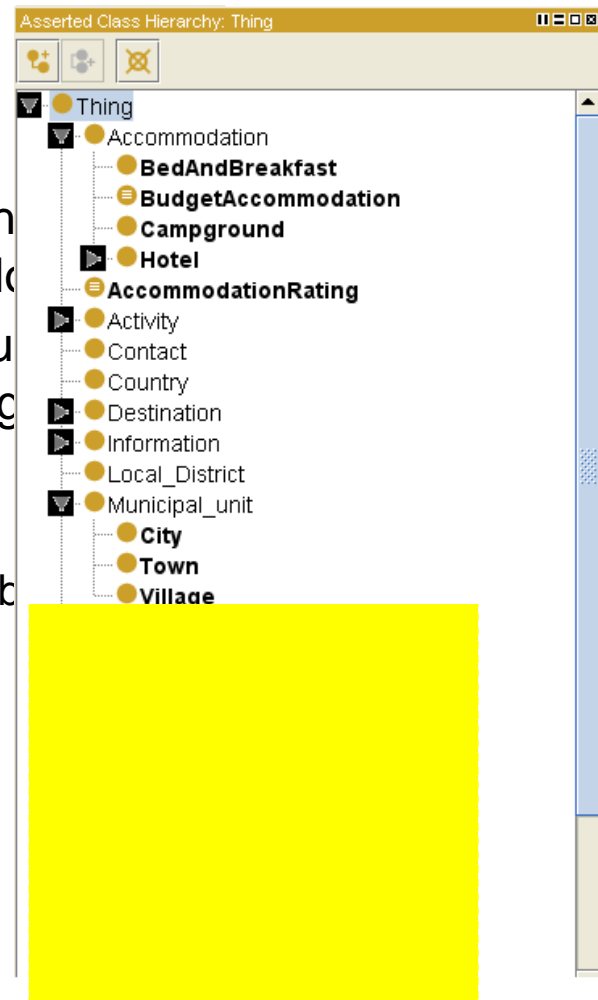 Asserted Class Hierarchy: Thing
Thing
Accommodation
BedAndBreakfast
BudgetAccommodation
Campground
Hotel
AccommodationRating
Activity
Contact
Country
Destination
Information
Local_District
Municipal_unit
City
Town
Village